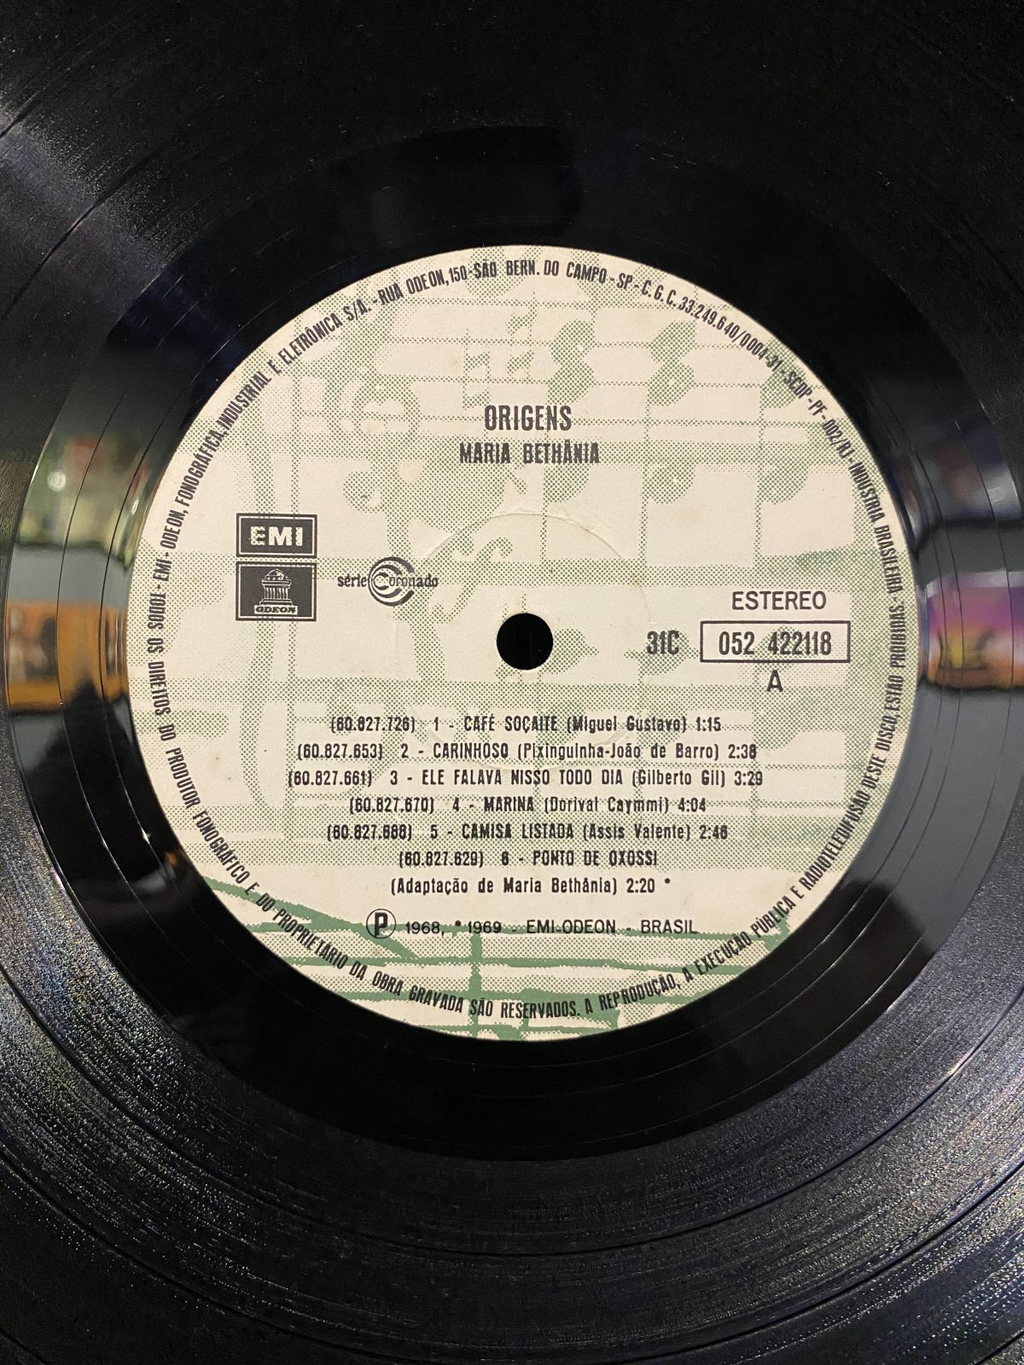 EMI - ODEON, FONOGRÁFICA, INDUSTRIAL E ELETRÔNICA S/A. - RUA ODEON, 150 - SÃO BERN. DO CAMPO - SP - C.G.C. 33.249.640/0004-31 - SCDP - PF - 002/RJ - INDÚSTRIA BRASILEIRA
ORIGENS
MARIA BETHÂNIA
EMI
ODEON
série Coronado
ESTEREO
31C 052 422118
A
(60.827.726) 1 - CAFÉ SOÇAITE (Miguel Gustavo) 1:15
(60.827.653) 2 - CARINHOSO (Pixinguinha-João de Barro) 2:38
(60.827.661) 3 - ELE FALAVA NISSO TODO DIA (Gilberto Gil) 3:29
(60.827.670) 4 - MARINA (Dorival Caymmi) 4:04
(60.827.688) 5 - CAMISA LISTADA (Assis Valente) 2:46
(60.827.629) 6 - PONTO DE OXOSSI
(Adaptação de Maria Bethânia) 2:20 *
Ⓟ 1968, * 1969 - EMI-ODEON - BRASIL
TODOS OS DIREITOS DO PRODUTOR FONOGRÁFICO E DO PROPRIETÁRIO DA OBRA GRAVADA SÃO RESERVADOS. A REPRODUÇÃO, A EXECUÇÃO PÚBLICA E RADIOTELEDIFUSÃO DESTE DISCO, ESTÃO PROIBIDAS.